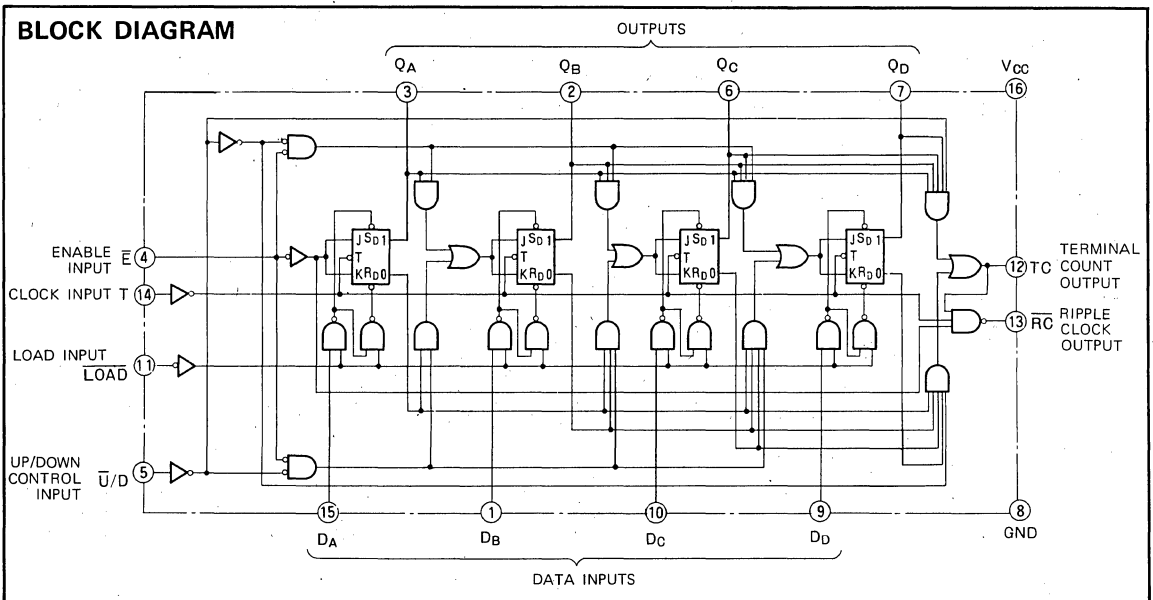 BLOCK DIAGRAM
OUTPUTS
QA QB QC QD VCC
3 2 6 7 16
J SD 1 J SD 1 J SD 1 J SD 1
T T T T
K RD 0 K RD 0 K RD 0 K RD 0
ENABLE
INPUT E̅ 4
CLOCK INPUT T 14
LOAD INPUT
L̅O̅A̅D̅ 11
UP/DOWN
CONTROL
INPUT U̅/D 5
12 TC TERMINAL
COUNT
OUTPUT
13 R̅C̅ RIPPLE
CLOCK
OUTPUT
15 1 10 9 8
DA DB DC DD GND
DATA INPUTS